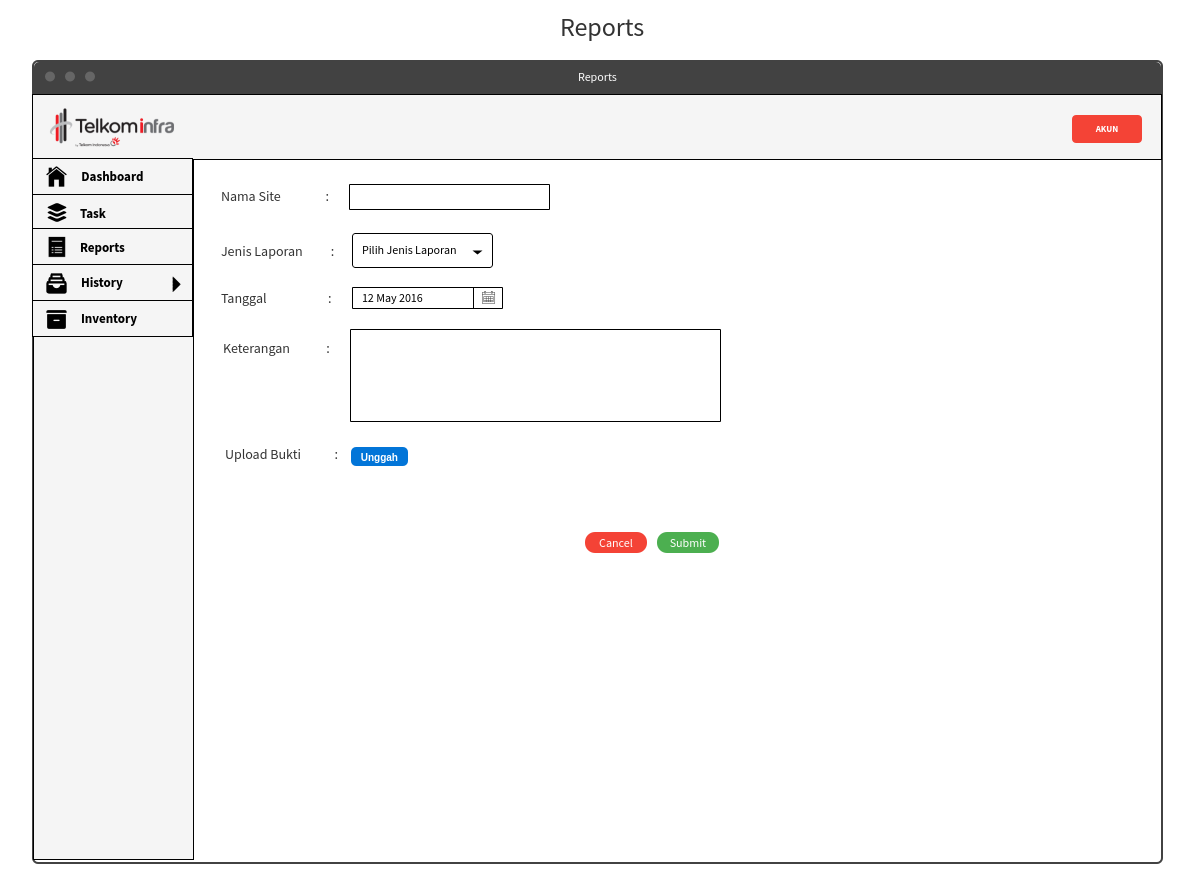 Reports
Reports
Telkominfra
by Telkom Indonesia
AKUN
Dashboard
Task
Reports
History
Inventory
Nama Site :
Jenis Laporan : Pilih Jenis Laporan
Tanggal : 12 May 2016
Keterangan :
Upload Bukti : Unggah
Cancel Submit